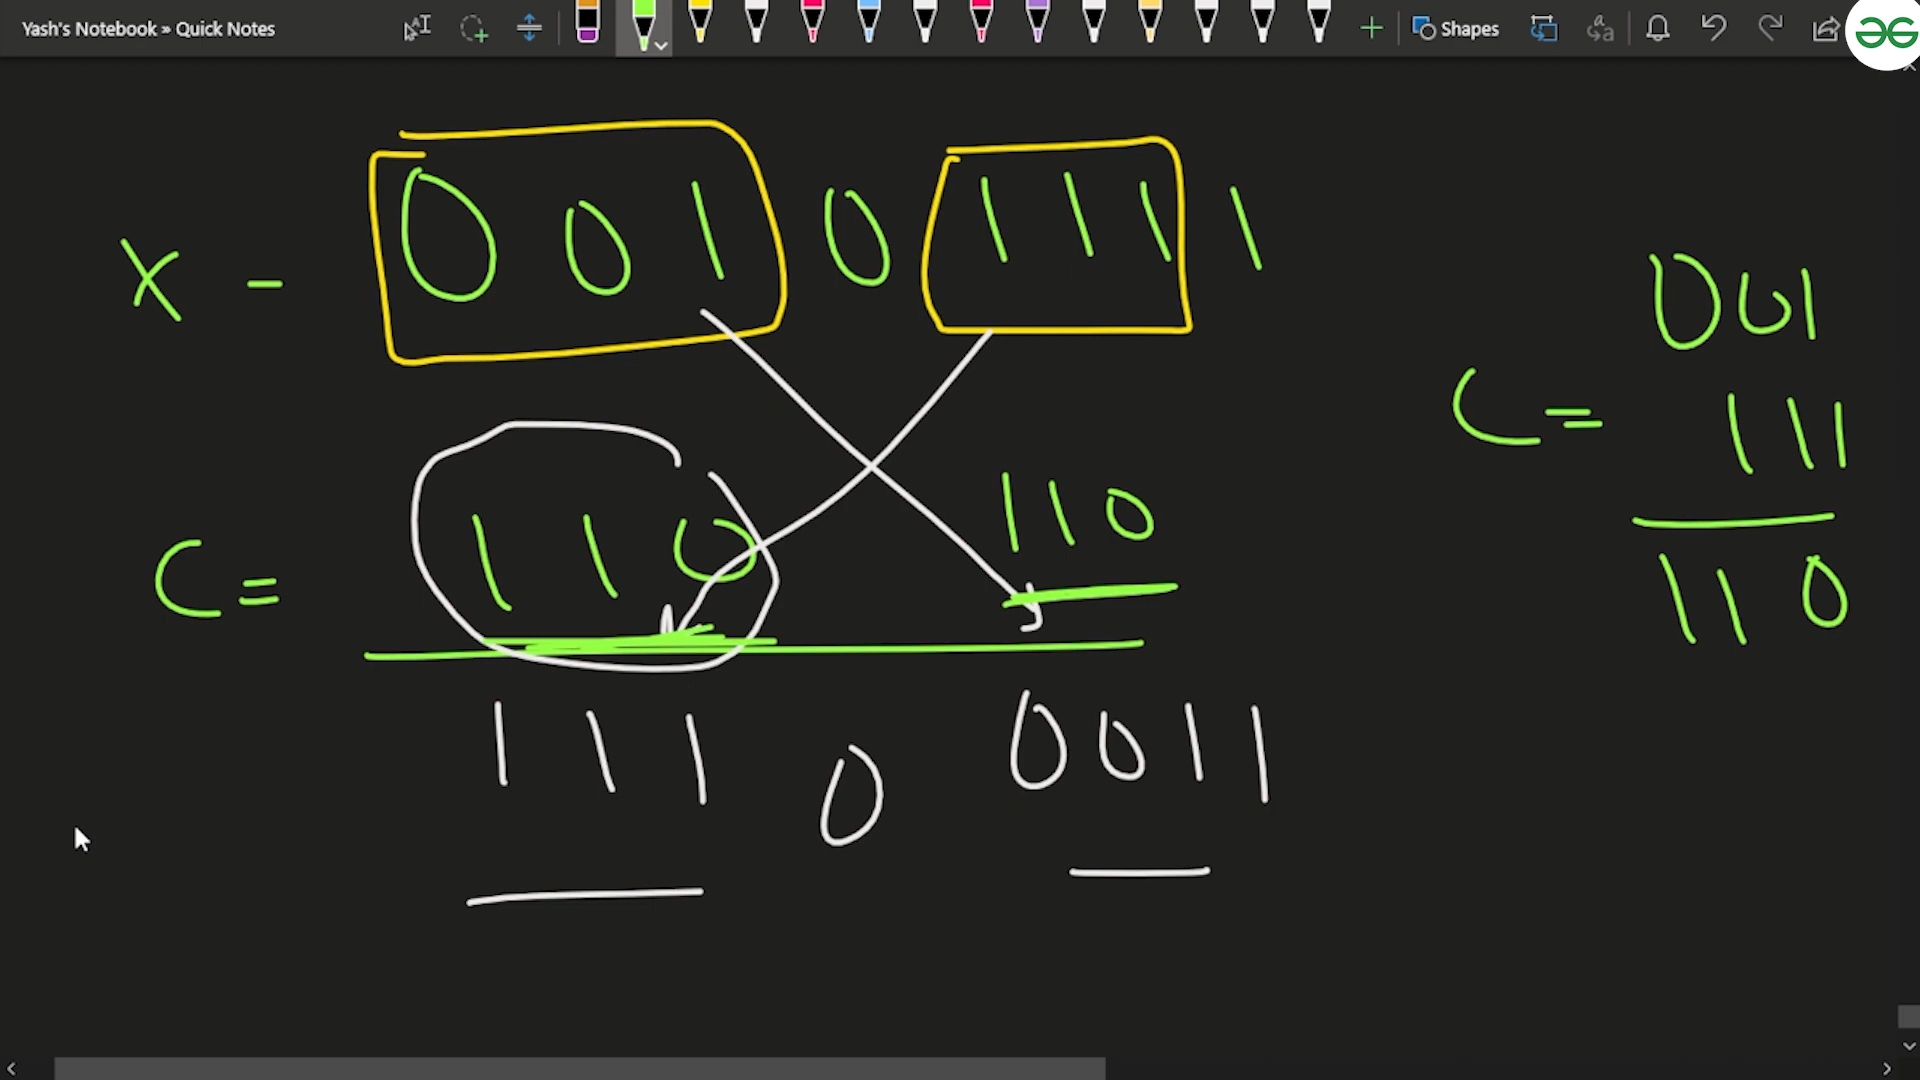 Yash's Notebook » Quick Notes
Shapes
X - 0 0 1 0 1 1 1 1
C = 1 1 0 1 1 0
1 1 1 0 0 0 1 1
0 0 1
C = 1 1 1
1 1 0